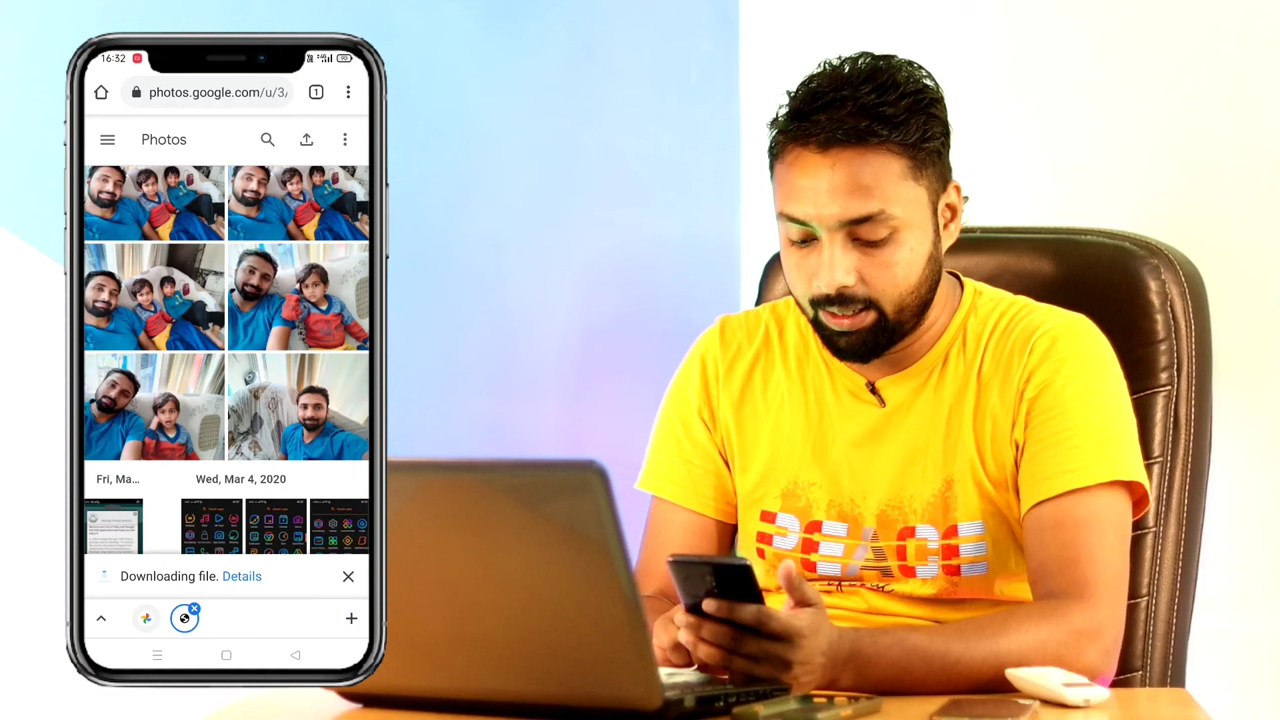 16:32
photos.google.com/u/3/
1
Photos
Fri, Ma...
Wed, Mar 4, 2020
Downloading file. Details
PEACE